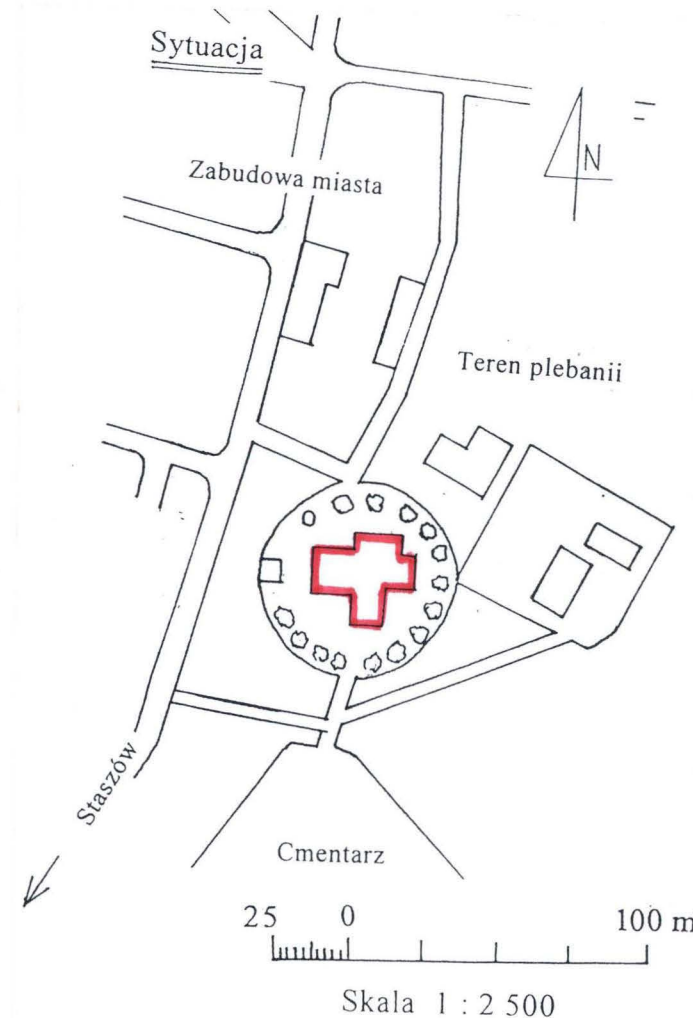 Sytuacja
N
Zabudowa miasta
Teren plebanii
Staszów
Cmentarz
25 0 100 m
Skala 1 : 2 500